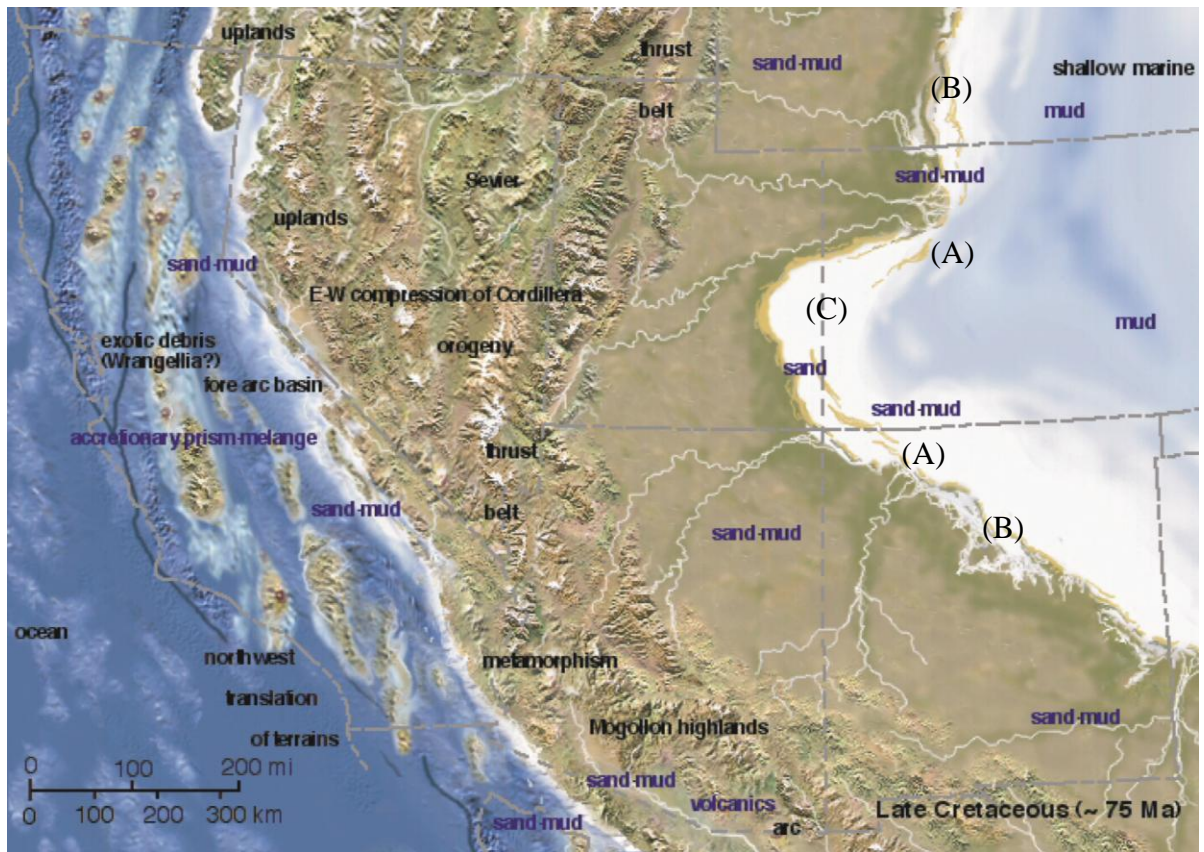 uplands
thrust
sand-mud
shallow marine
(B)
mud
belt
Sevier
sand-mud
uplands
(A)
sand-mud
E-W compression of Cordillera
(C)
mud
exotic debris
(Wrangellia?)
orogeny
sand
fore arc basin
sand-mud
accretionary prism-melange
thrust
(A)
sand-mud
belt
sand-mud
(B)
ocean
north west
metamorphism
translation
sand-mud
Mogollon highlands
of terrains
0 100 200 mi
sand-mud
volcanics
Late Cretaceous (~ 75 Ma)
0 100 200 300 km
sand-mud
arc